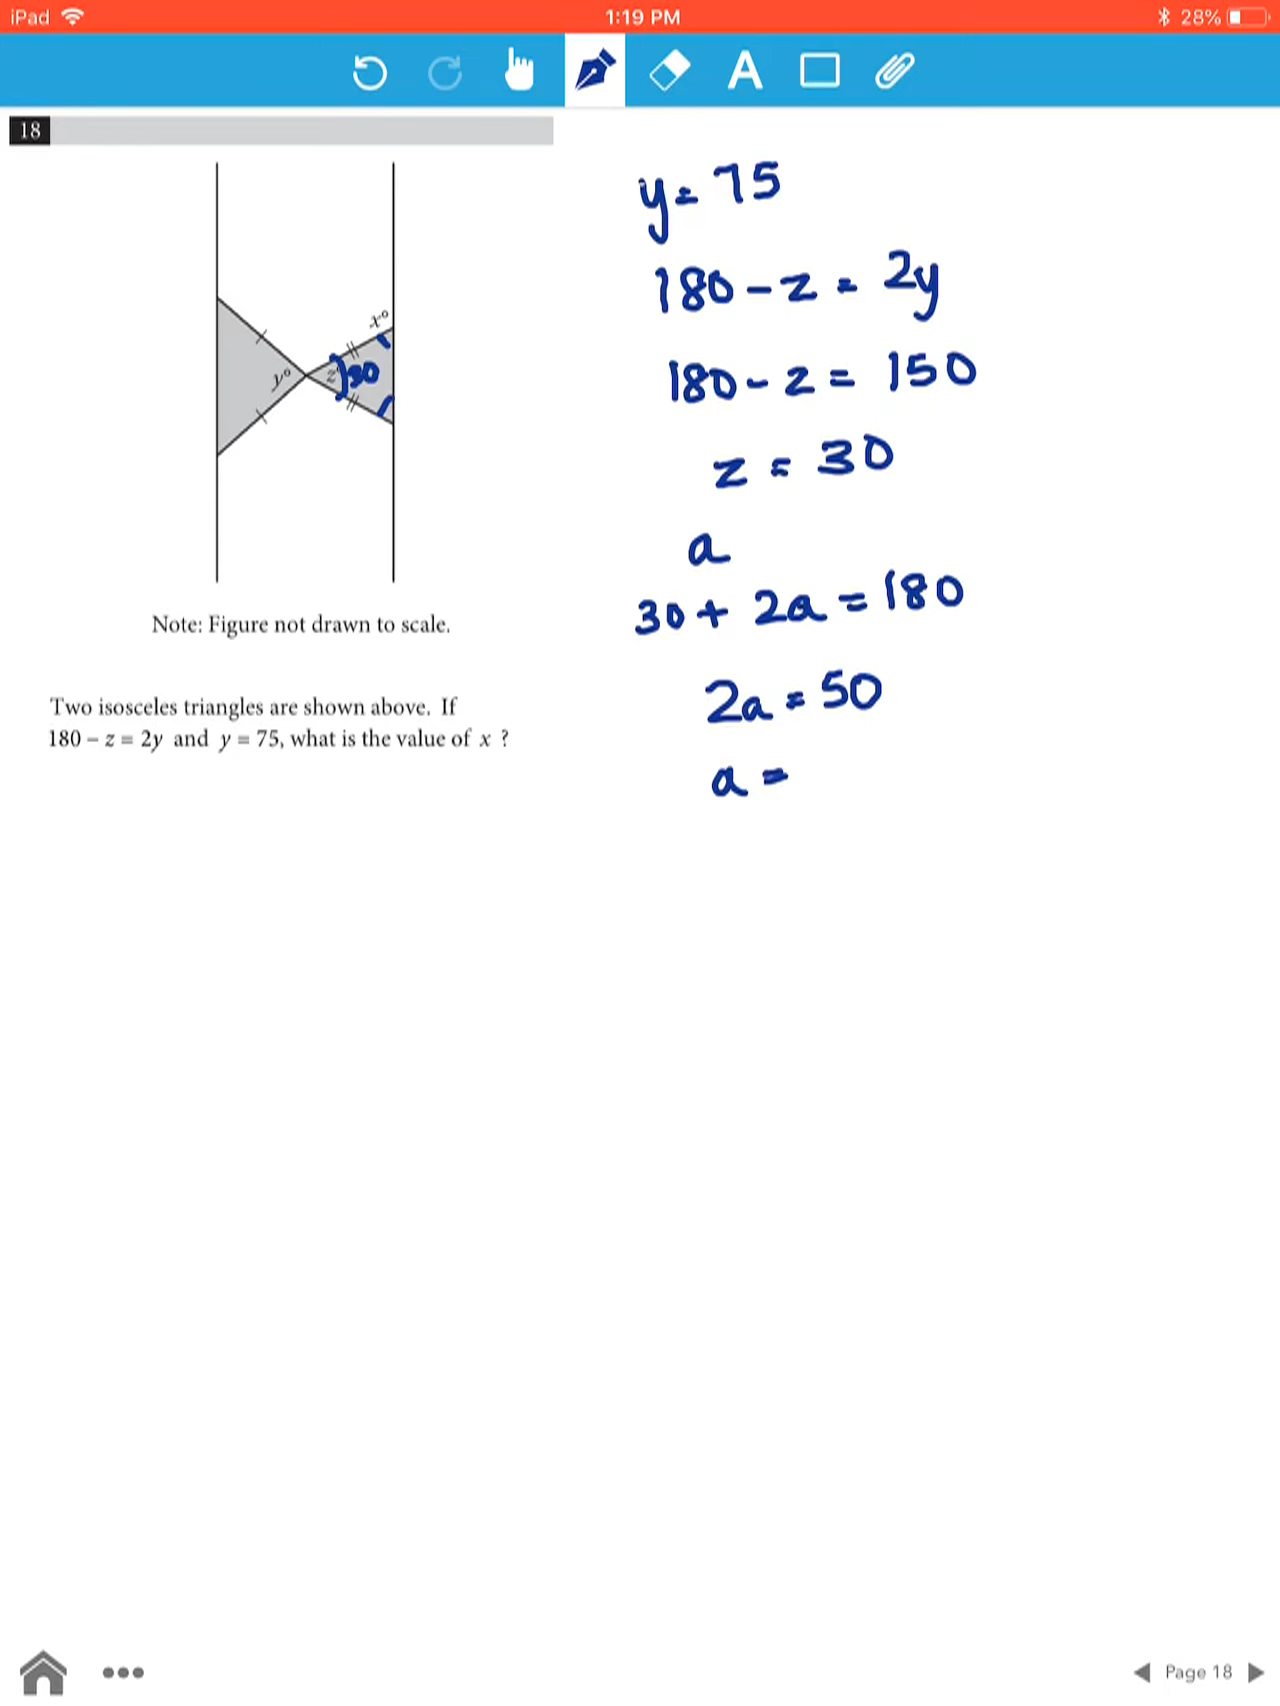 iPad 1:19 PM 28%
A
18
x°
y° z° 30
Note: Figure not drawn to scale.
Two isosceles triangles are shown above. If
180 – z = 2y and y = 75, what is the value of x ?
y = 75
180 - z = 2y
180 - z = 150
z = 30
a
30 + 2a = 180
2a = 50
a =
Page 18